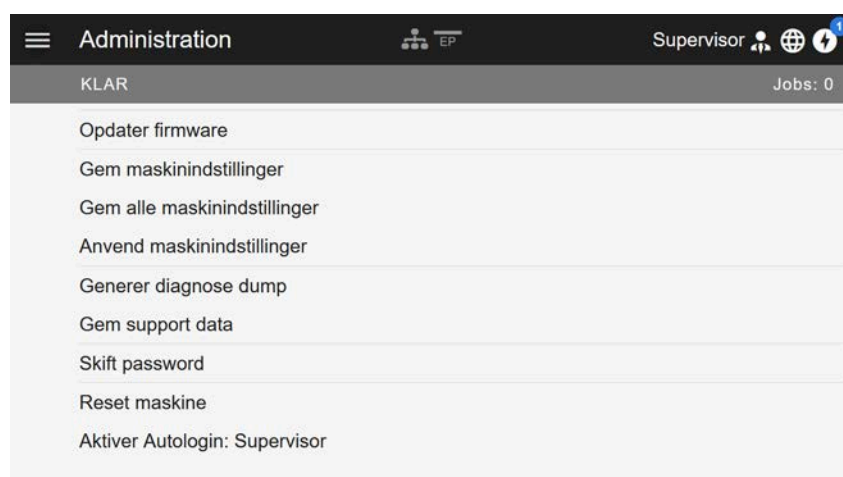 Administration EP Supervisor 1
KLAR Jobs: 0
Opdater firmware
Gem maskinindstillinger
Gem alle maskinindstillinger
Anvend maskinindstillinger
Generer diagnose dump
Gem support data
Skift password
Reset maskine
Aktiver Autologin: Supervisor